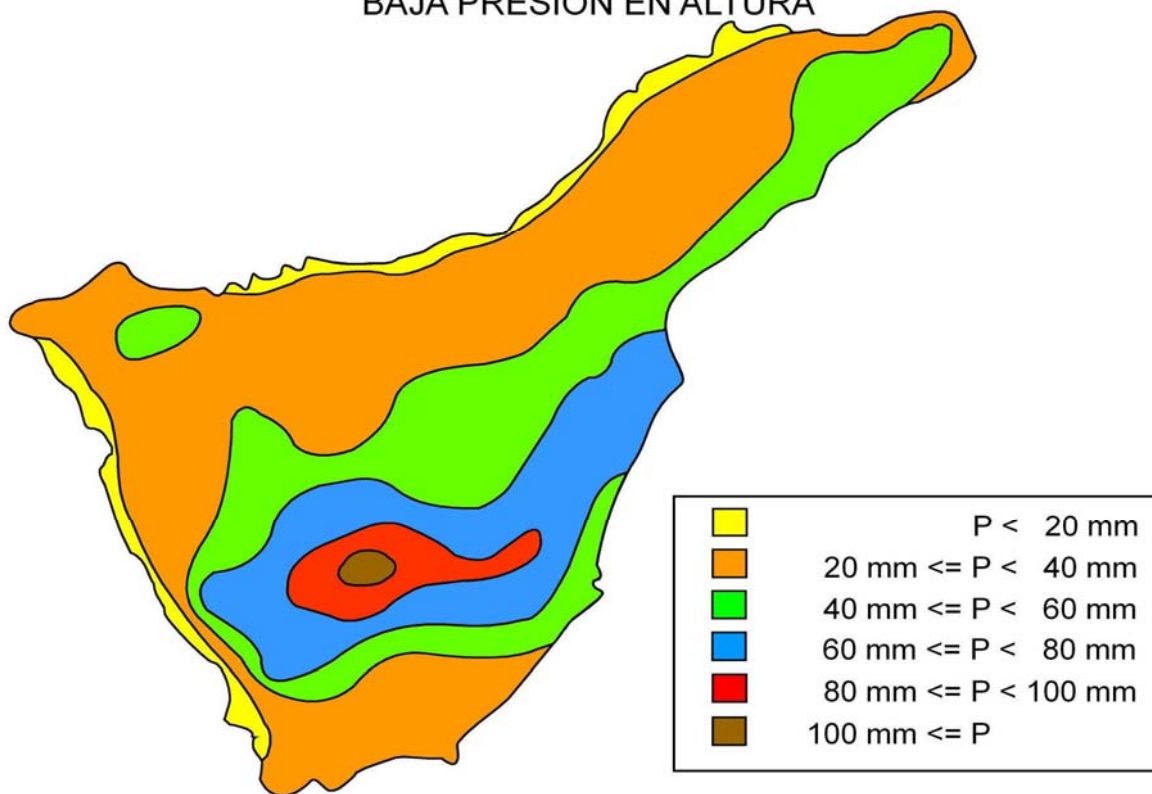 BAJA PRESIÓN EN ALTURA
P < 20 mm
20 mm <= P < 40 mm
40 mm <= P < 60 mm
60 mm <= P < 80 mm
80 mm <= P < 100 mm
100 mm <= P